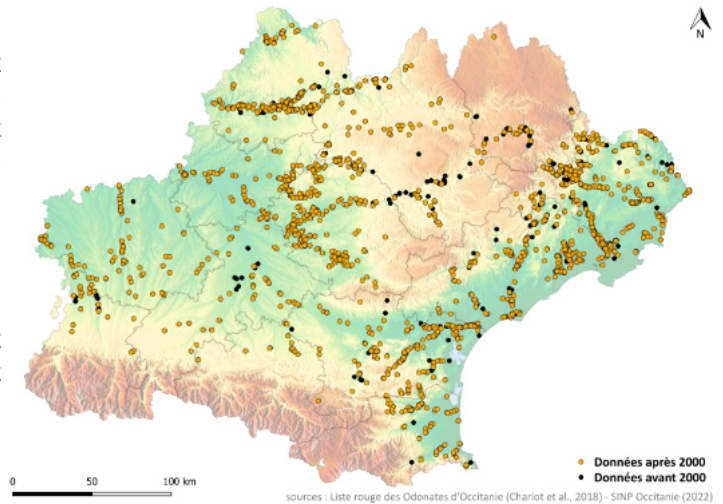 N
Données après 2000
Données avant 2000
0 50 100 km
sources : Liste rouge des Odonates d'Occitanie (Charlot et al., 2018) - SINP Occitanie (2022)